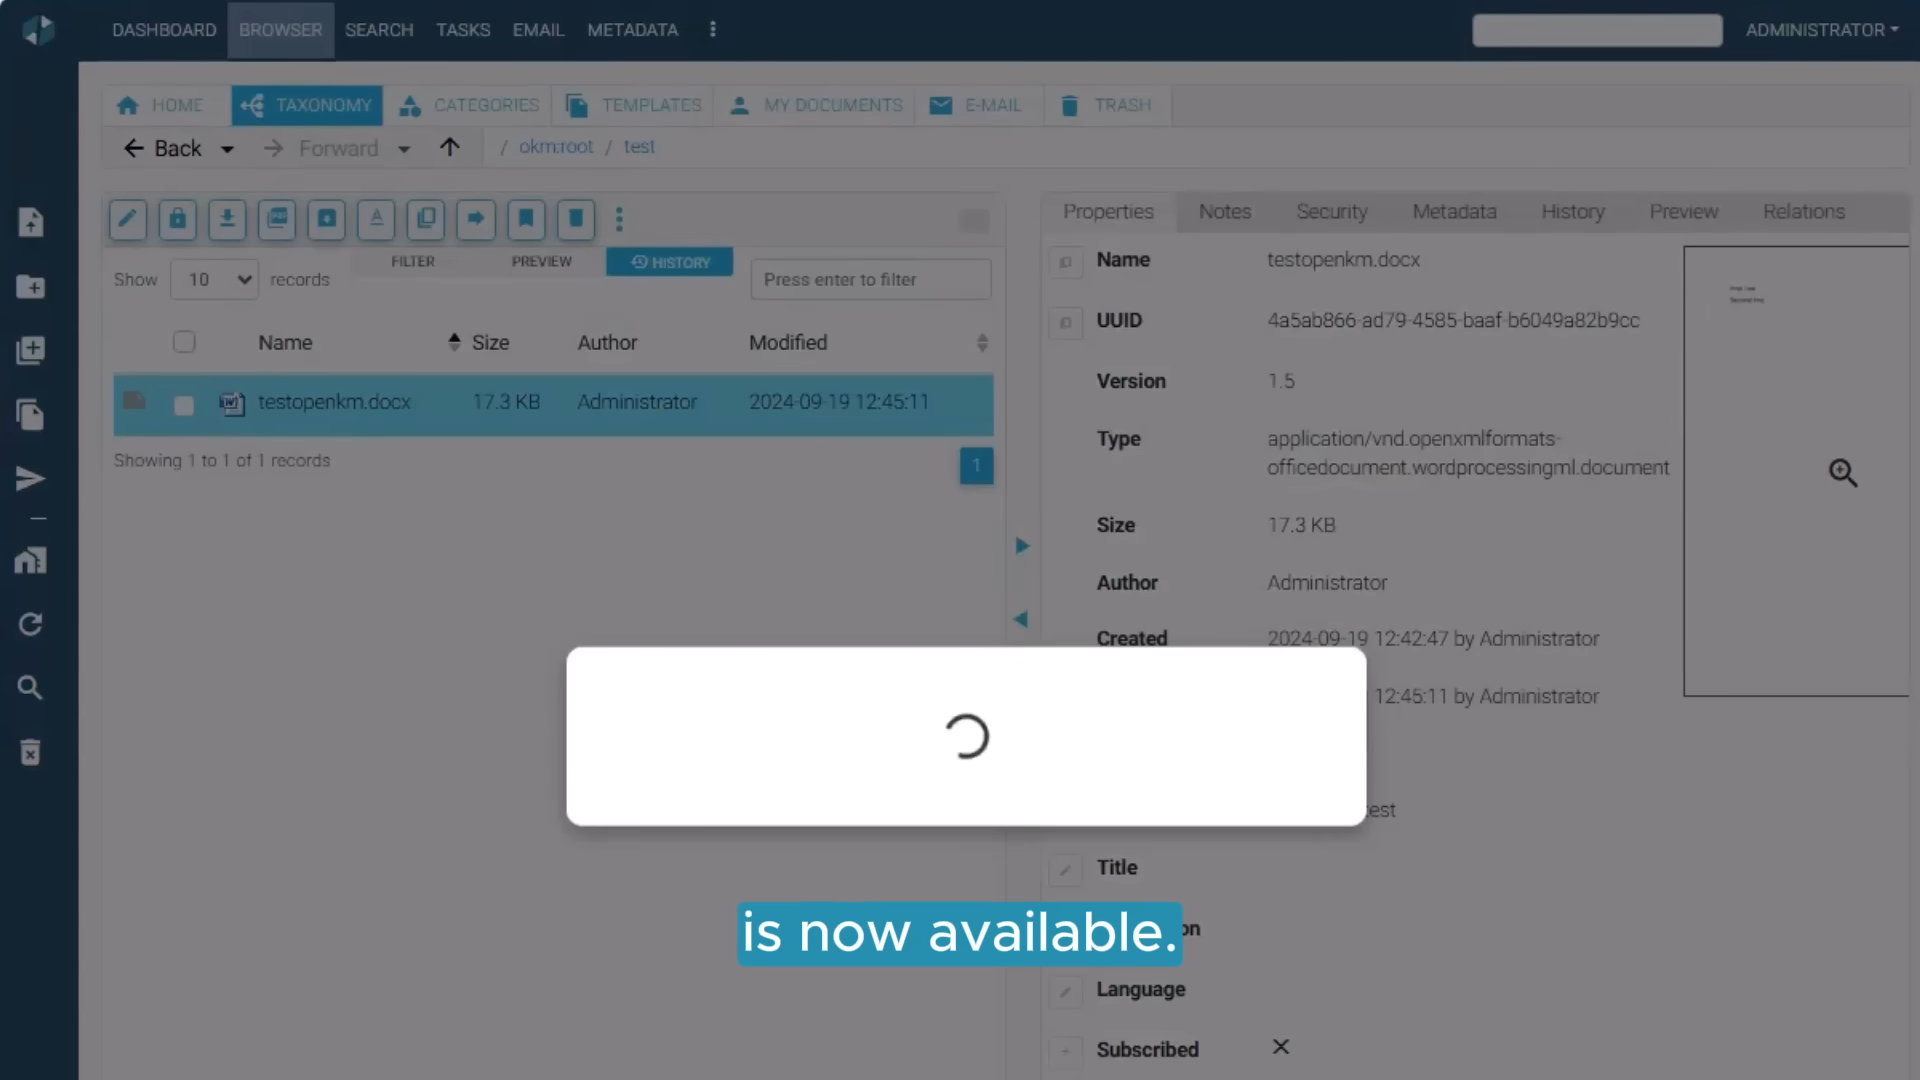 DASHBOARD BROWSER SEARCH TASKS EMAIL METADATA ADMINISTRATOR
HOME TAXONOMY CATEGORIES TEMPLATES MY DOCUMENTS E-MAIL TRASH
Back Forward / okm:root / test
Properties Notes Security Metadata History Preview Relations
FILTER PREVIEW HISTORY
Show 10 records Press enter to filter
Name Size Author Modified
testopenkm.docx 17.3 KB Administrator 2024-09-19 12:45:11
Showing 1 to 1 of 1 records 1
Name testopenkm.docx
UUID 4a5ab866-ad79-4585-baaf-b6049a82b9cc
Version 1.5
Type application/vnd.openxmlformats-
officedocument.wordprocessingml.document
Size 17.3 KB
Author Administrator
Created 2024-09-19 12:42:47 by Administrator
12:45:11 by Administrator
test
Title
is now available.
on
Language
Subscribed